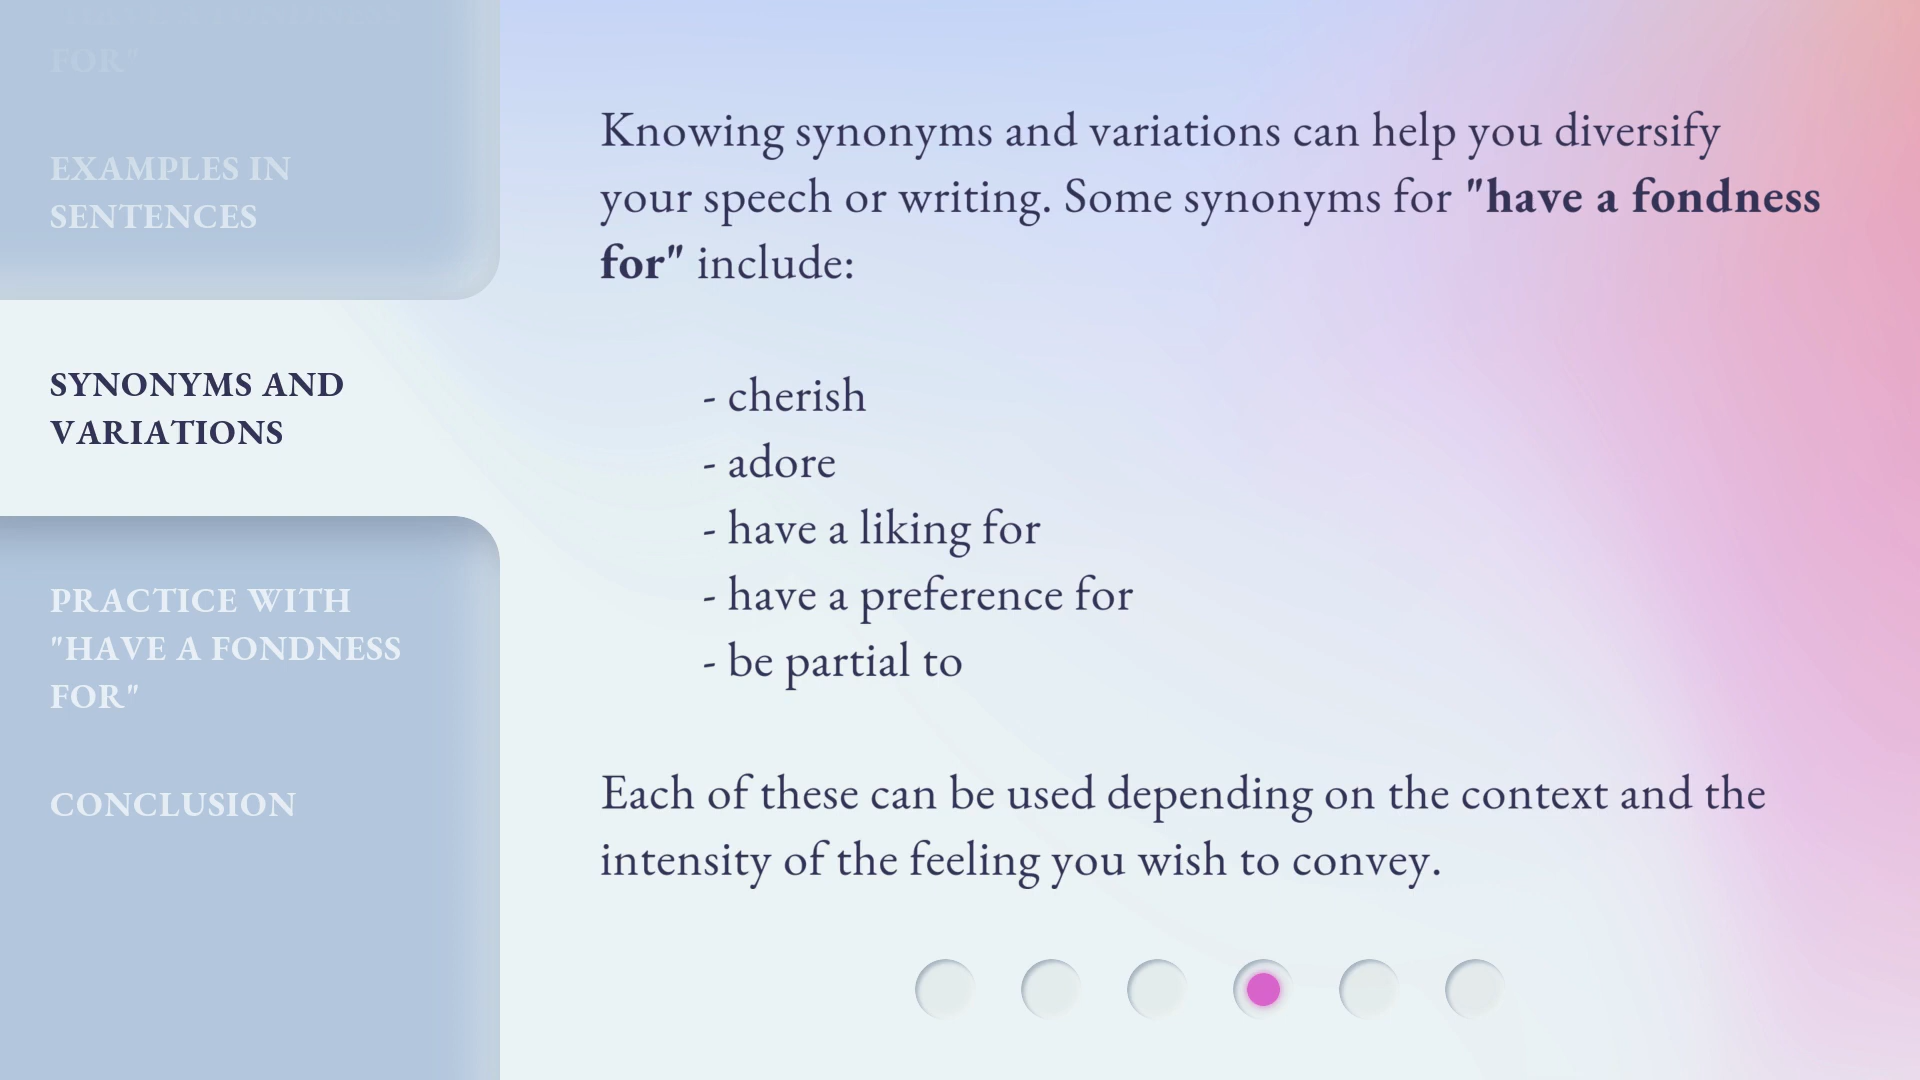 FOR"
EXAMPLES IN
SENTENCES
SYNONYMS AND
VARIATIONS
PRACTICE WITH
"HAVE A FONDNESS
FOR"
CONCLUSION
Knowing synonyms and variations can help you diversify
your speech or writing. Some synonyms for "have a fondness
for" include:
- cherish
- adore
- have a liking for
- have a preference for
- be partial to
Each of these can be used depending on the context and the
intensity of the feeling you wish to convey.